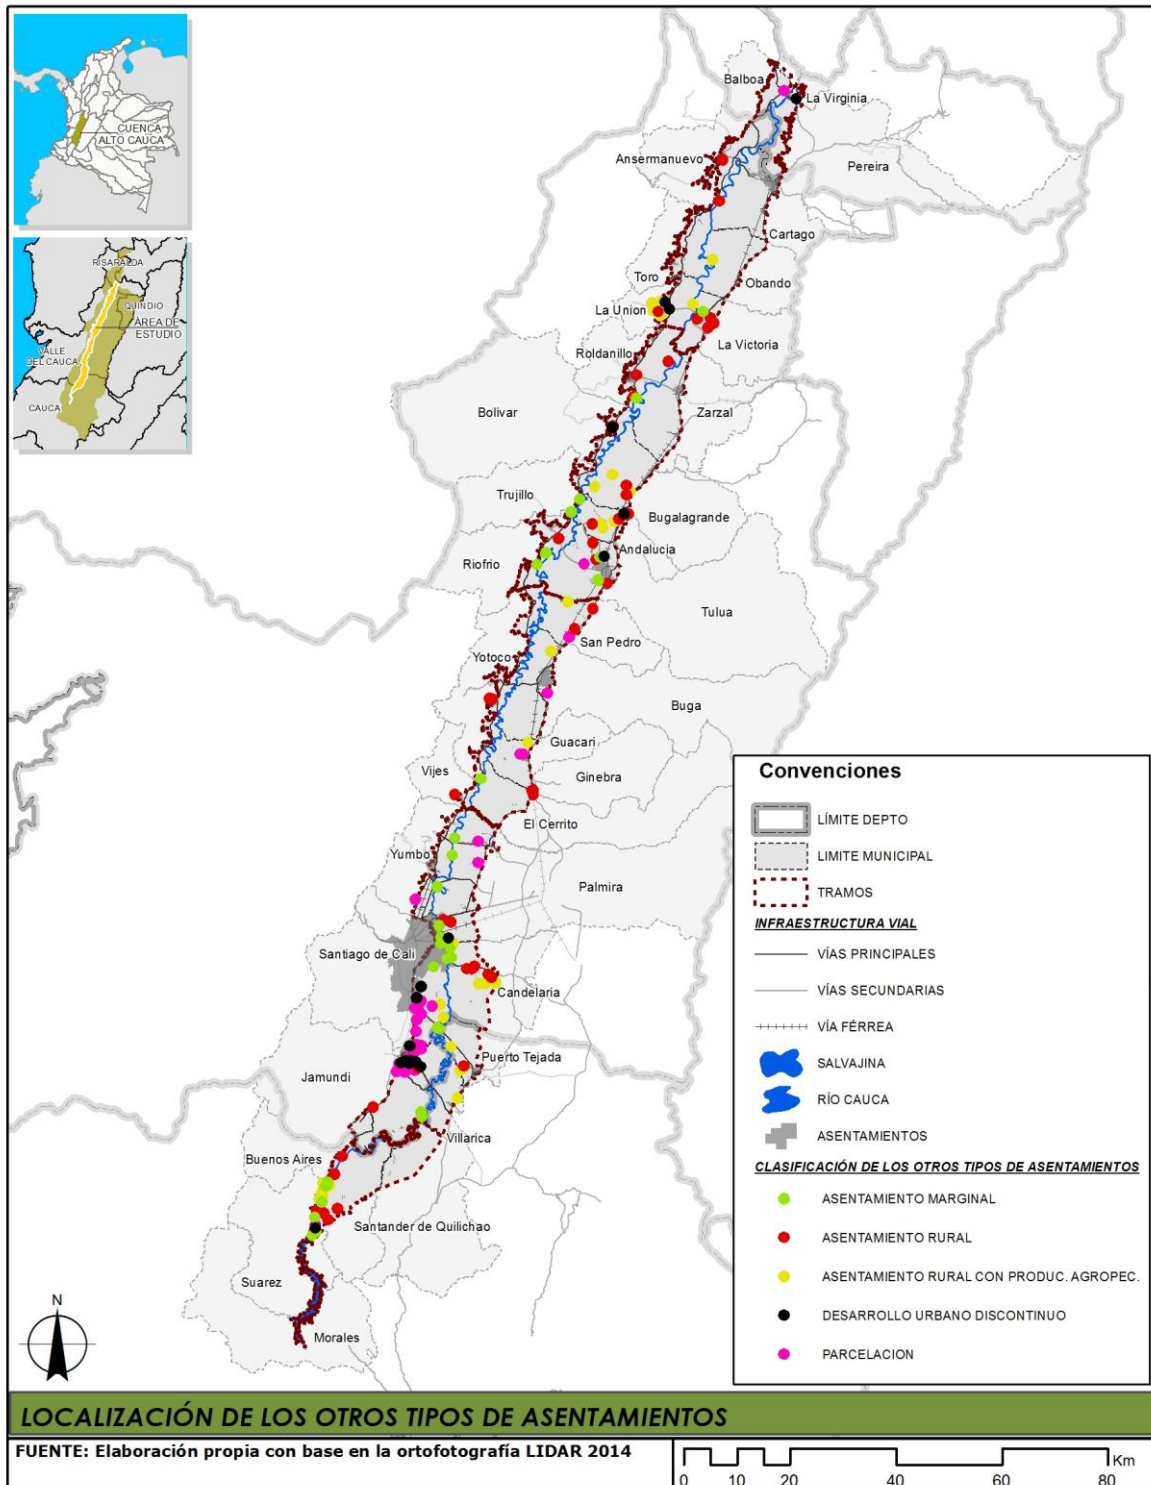 CUENCA
ALTO CAUCA
RISARALDA
QUINDIO
ÁREA DE
ESTUDIO
VALLE
DEL CAUCA
CAUCA
Balboa
La Virginia
Ansermanuevo
Pereira
Cartago
Toro
Obando
La Union
La Victoria
Roldanillo
Bolivar
Zarzal
Trujillo
Bugalagrande
Andalucia
Riofrio
Tulua
San Pedro
Yotoco
Buga
Guacari
Vijes
Ginebra
El Cerrito
Yumbo
Palmira
Santiago de Cali
Candelaria
Puerto Tejada
Jamundi
Villarica
Buenos Aires
Santander de Quilichao
Suarez
Morales
N
Convenciones
LÍMITE DEPTO
LIMITE MUNICIPAL
TRAMOS
INFRAESTRUCTURA VIAL
VÍAS PRINCIPALES
VÍAS SECUNDARIAS
VÍA FÉRREA
SALVAJINA
RÍO CAUCA
ASENTAMIENTOS
CLASIFICACIÓN DE LOS OTROS TIPOS DE ASENTAMIENTOS
ASENTAMIENTO MARGINAL
ASENTAMIENTO RURAL
ASENTAMIENTO RURAL CON PRODUC. AGROPEC.
DESARROLLO URBANO DISCONTINUO
PARCELACION
LOCALIZACIÓN DE LOS OTROS TIPOS DE ASENTAMIENTOS
FUENTE: Elaboración propia con base en la ortofotografía LIDAR 2014
Km
0 10 20 40 60 80